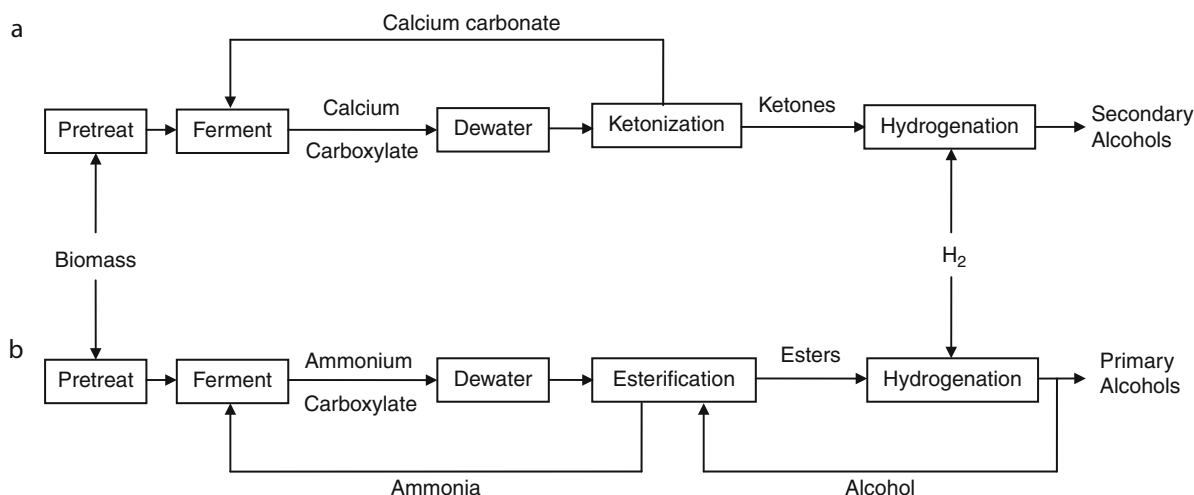 a
Calcium carbonate
Pretreat
Ferment
Calcium
Carboxylate
Dewater
Ketonization
Ketones
Hydrogenation
Secondary
Alcohols
Biomass
H2
b
Pretreat
Ferment
Ammonium
Carboxylate
Dewater
Esterification
Esters
Hydrogenation
Primary
Alcohols
Ammonia
Alcohol